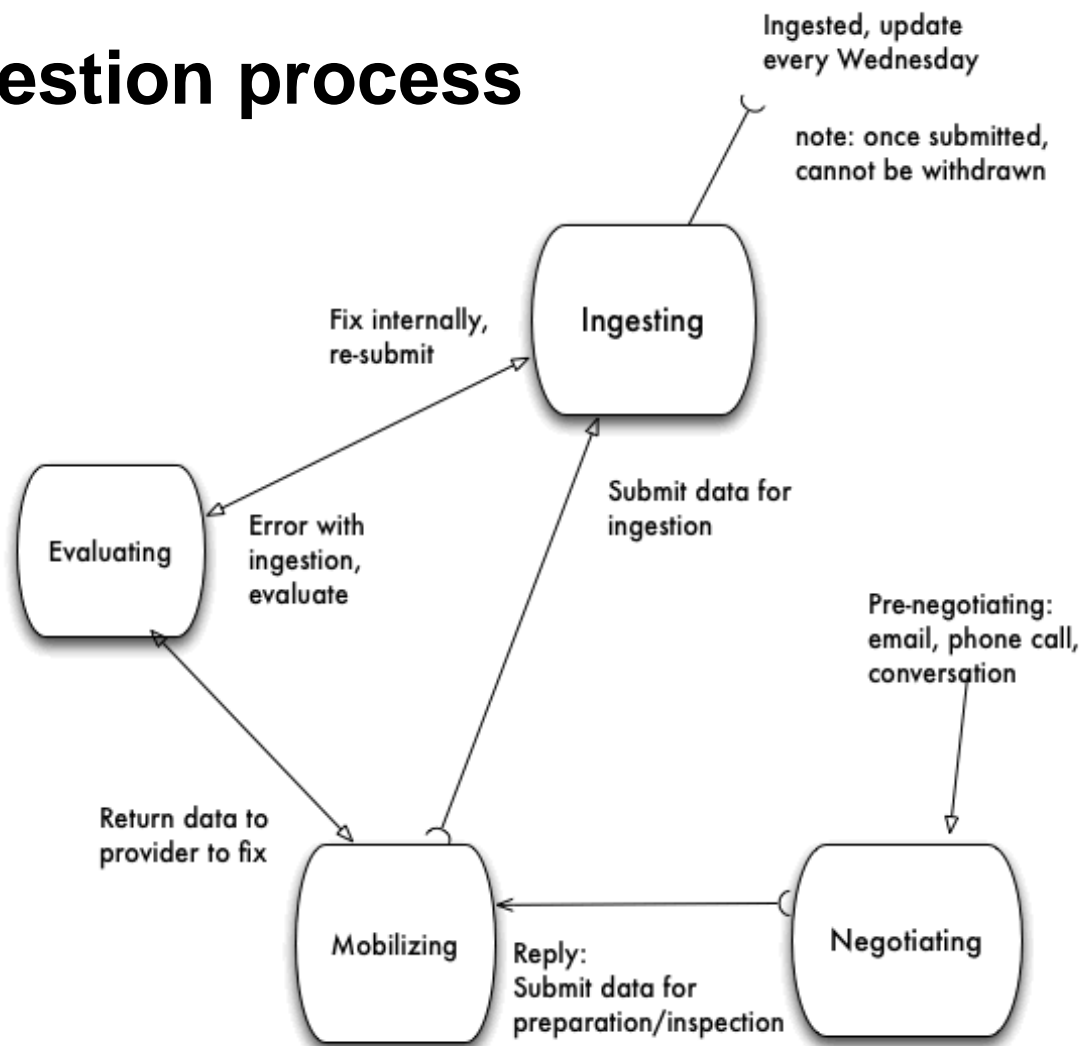 estion process
Ingested, update
every Wednesday
note: once submitted,
cannot be withdrawn
Fix internally,
re-submit
Ingesting
Submit data for
ingestion
Evaluating
Error with
ingestion,
evaluate
Pre-negotiating:
email, phone call,
conversation
Return data to
provider to fix
Mobilizing
Reply:
Submit data for
preparation/inspection
Negotiating